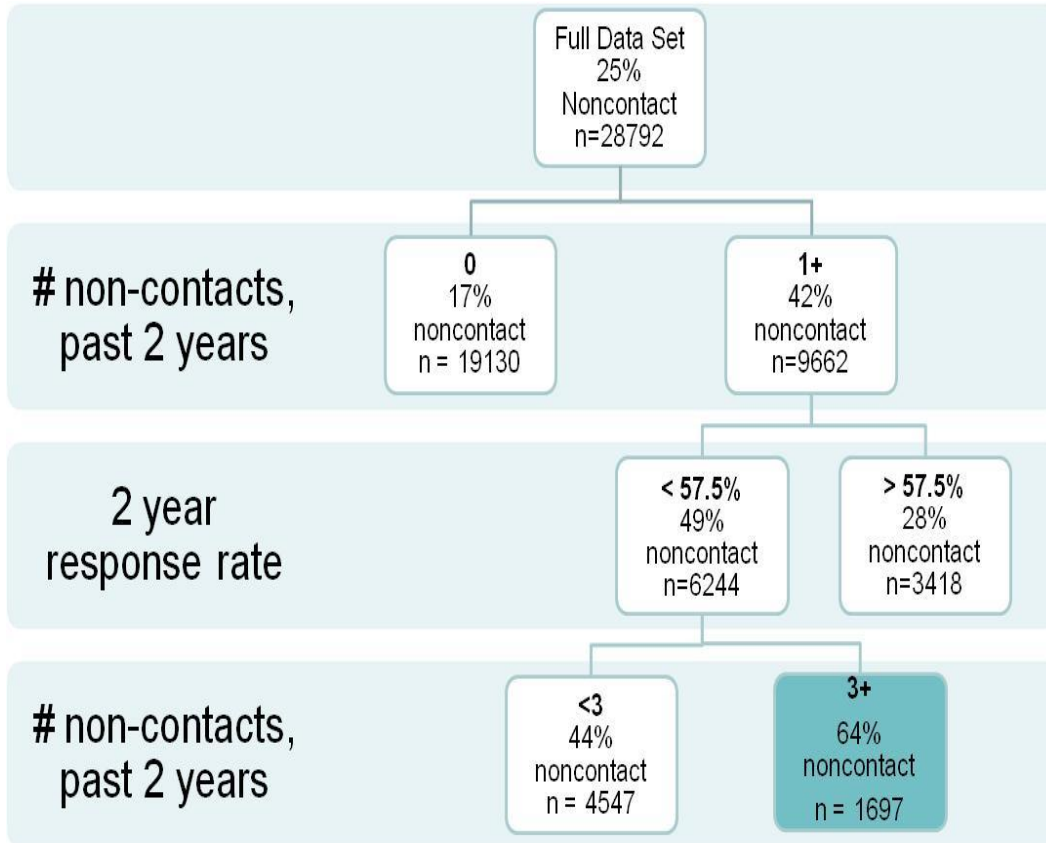 Full Data Set
25%
Noncontact
n=28792
# non-contacts,
past 2 years
0
17%
noncontact
n = 19130
1+
42%
noncontact
n=9662
2 year
response rate
< 57.5%
49%
noncontact
n=6244
> 57.5%
28%
noncontact
n=3418
# non-contacts,
past 2 years
<3
44%
noncontact
n = 4547
3+
64%
noncontact
n = 1697